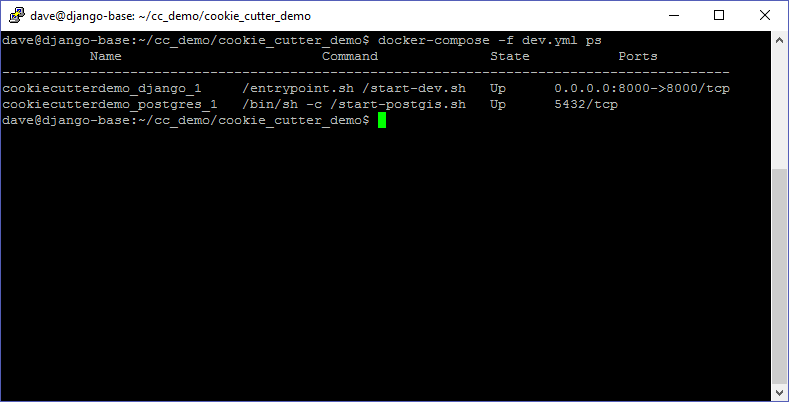 dave@django-base: ~/cc_demo/cookie_cutter_demo
dave@django-base:~/cc_demo/cookie_cutter_demo$ docker-compose -f dev.yml ps
Name Command State Ports
------------------------------------------------------------------------------------------
cookiecutterdemo_django_1 /entrypoint.sh /start-dev.sh Up 0.0.0.0:8000->8000/tcp
cookiecutterdemo_postgres_1 /bin/sh -c /start-postgis.sh Up 5432/tcp
dave@django-base:~/cc_demo/cookie_cutter_demo$